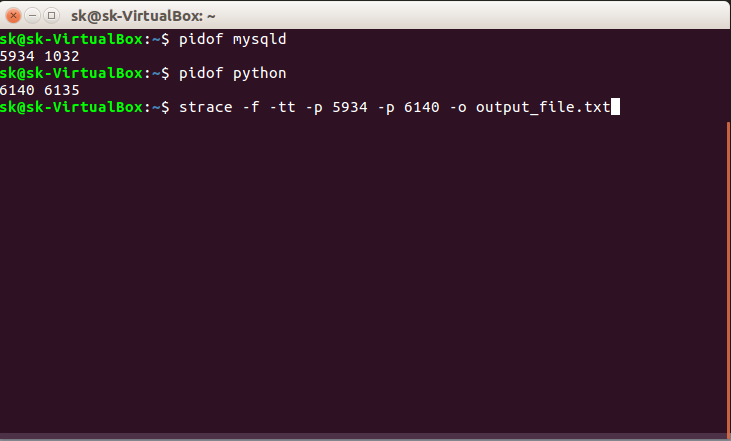 sk@sk-VirtualBox: ~
sk@sk-VirtualBox:~$ pidof mysqld
5934 1032
sk@sk-VirtualBox:~$ pidof python
6140 6135
sk@sk-VirtualBox:~$ strace -f -tt -p 5934 -p 6140 -o output_file.txt